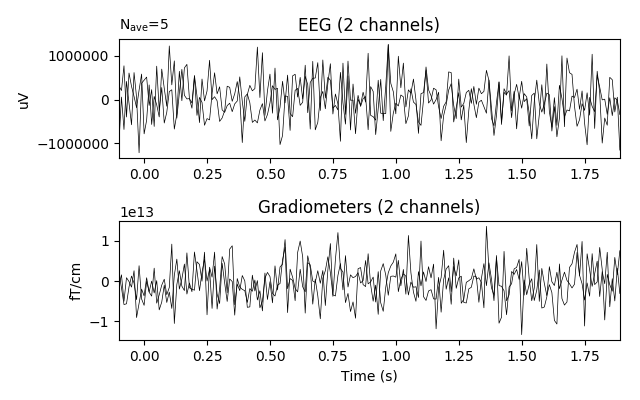 N_ave=5
EEG (2 channels)
1000000
0
−1000000
uV
0.00 0.25 0.50 0.75 1.00 1.25 1.50 1.75
1e13
Gradiometers (2 channels)
1
0
−1
fT/cm
0.00 0.25 0.50 0.75 1.00 1.25 1.50 1.75
Time (s)